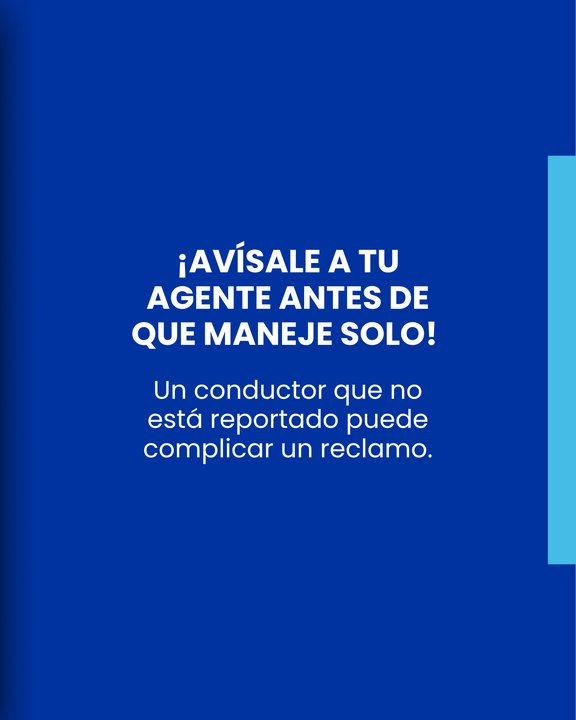 ¡AVÍSALE A TU
AGENTE ANTES DE
QUE MANEJE SOLO!
Un conductor que no
está reportado puede
complicar un reclamo.